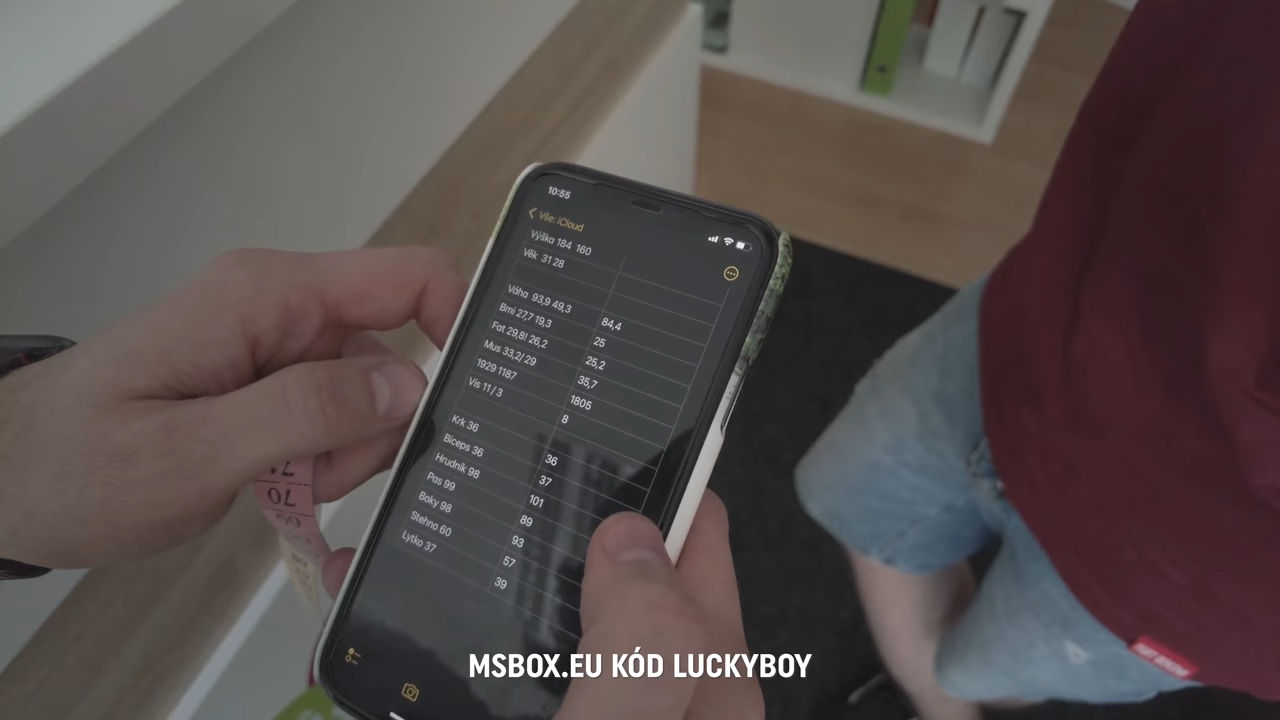 10:55
Vše: iCloud
Výška 184 160
Věk 31 28
Váha 93,9 49,3
84,4
Bmi 27,7 19,3
25
Fat 29,8! 26,2
25,2
Mus 33,2/ 29
35,7
1929 1187
1805
Vis 11 / 3
8
Krk 36
36
Biceps 36
37
Hrudník 98
101
Pas 99
89
Boky 98
93
Stehno 60
57
Lytko 37
39
70
69
MSBOX.EU KÓD LUCKYBOY